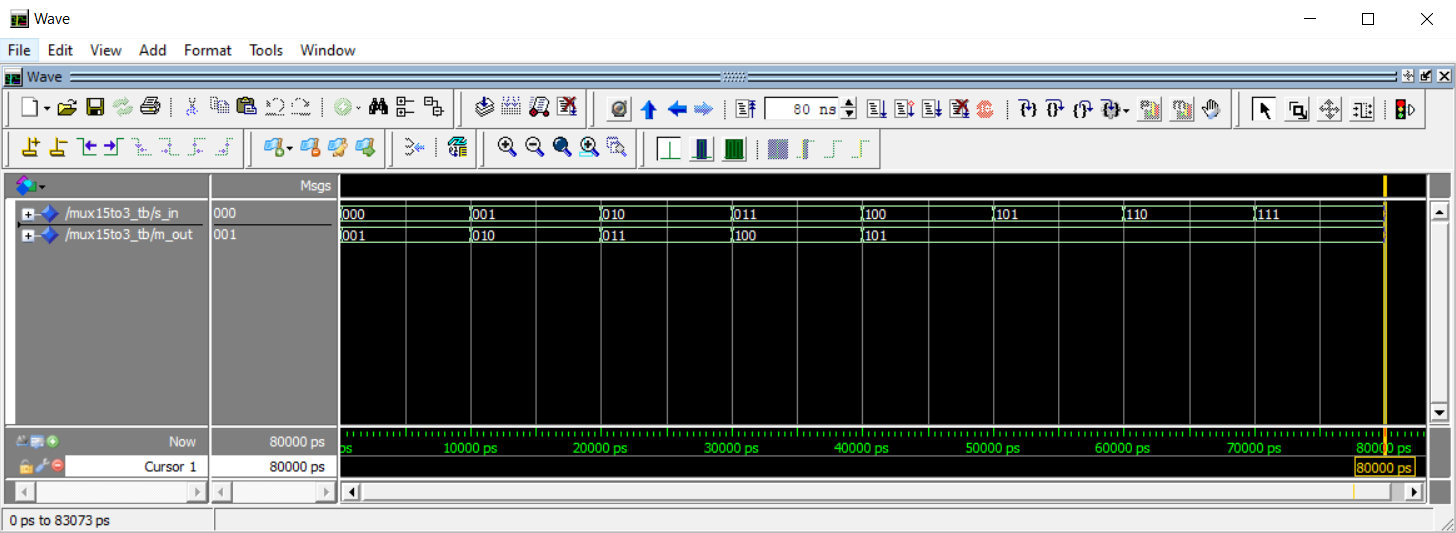 Wave
File Edit View Add Format Tools Window
Wave
80 ns
Msgs
/mux15to3_tb/s_in 000 000 001 010 011 100 101 110 111
/mux15to3_tb/m_out 001 001 010 011 100 101
Now 80000 ps ps 10000 ps 20000 ps 30000 ps 40000 ps 50000 ps 60000 ps 70000 ps 80000 ps
Cursor 1 80000 ps 80000 ps
0 ps to 83073 ps